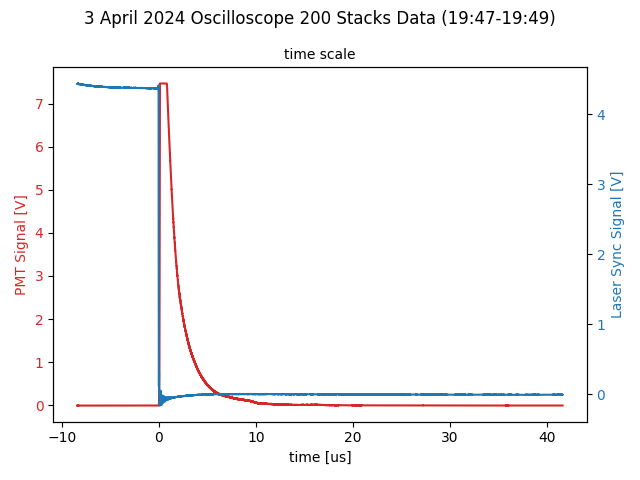 3 April 2024 Oscilloscope 200 Stacks Data (19:47-19:49)
time scale
PMT Signal [V]
7
6
5
4
3
2
1
0
4
3
2
1
0
Laser Sync Signal [V]
−10 0 10 20 30 40
time [us]